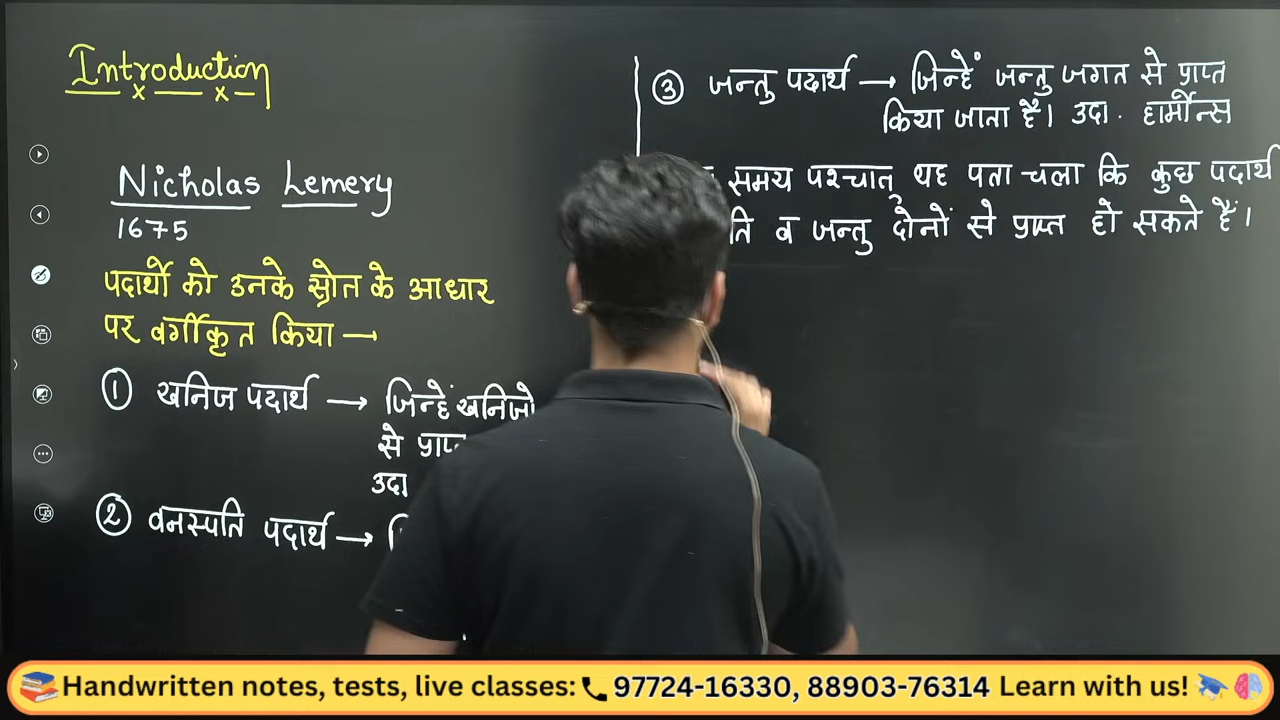 Introduction
Nicholas Lemery
1675
पदार्थो को उनके स्रोत के आधार
पर वर्गीकृत किया →
① खनिज पदार्थ → जिन्हें खनिजो
से
उदा
② वनस्पति पदार्थ →
③ जन्तु पदार्थ → जिन्हें जन्तु जगत से प्राप्त
किया जाता है। उदा. हार्मोन्स
समय पश्चात् यह पता चला कि कुछ पदार्थ
व जन्तु दोनों से प्राप्त हो सकते हैं।
Handwritten notes, tests, live classes: 97724-16330, 88903-76314 Learn with us!